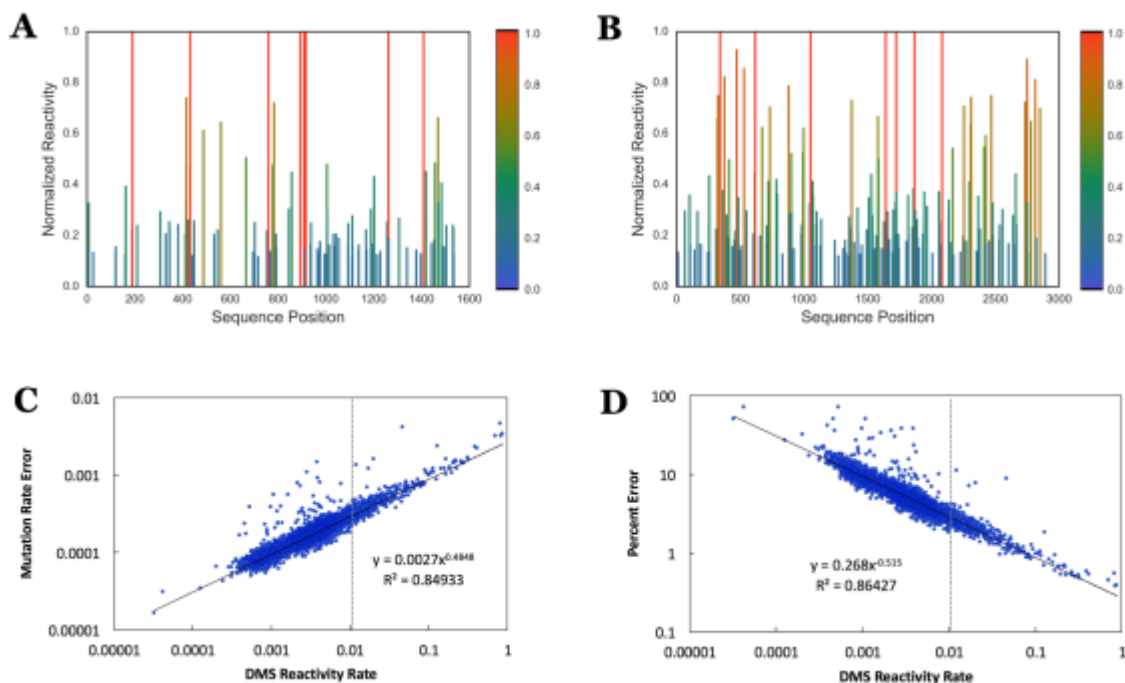 A
1.0
0.8
0.6
0.4
0.2
0.0
Normalized Reactivity
0 200 400 600 800 1000 1200 1400 1600
Sequence Position
1.0
0.8
0.6
0.4
0.2
0.0
B
1.0
0.8
0.6
0.4
0.2
0.0
Normalized Reactivity
0 500 1000 1500 2000 2500 3000
Sequence Position
1.0
0.8
0.6
0.4
0.2
0.0
C
0.01
0.001
0.0001
0.00001
Mutation Rate Error
y = 0.0027x^0.4848
R² = 0.84933
0.00001 0.0001 0.001 0.01 0.1 1
DMS Reactivity Rate
D
100
10
1
0.1
Percent Error
y = 0.268x^-0.515
R² = 0.86427
0.00001 0.0001 0.001 0.01 0.1 1
DMS Reactivity Rate